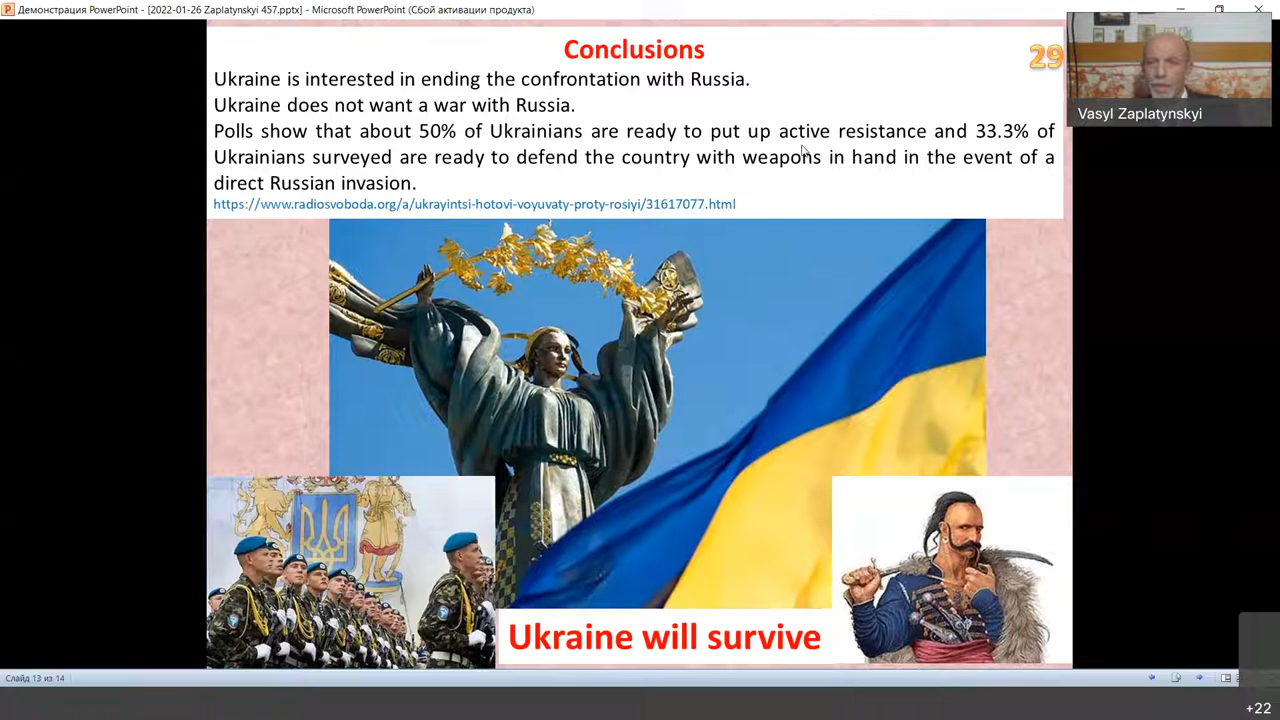 Демонстрация PowerPoint - [2022-01-26 Zaplatynskyi 457.pptx] - Microsoft PowerPoint (Сбой активации продукта)
Conclusions
29
Ukraine is interested in ending the confrontation with Russia.
Ukraine does not want a war with Russia.
Polls show that about 50% of Ukrainians are ready to put up active resistance and 33.3% of
Ukrainians surveyed are ready to defend the country with weapons in hand in the event of a
direct Russian invasion.
https://www.radiosvoboda.org/a/ukrayintsi-hotovi-voyuvaty-proty-rosiyi/31617077.html
Vasyl Zaplatynskyi
Ukraine will survive
Слайд 13 из 14
+22